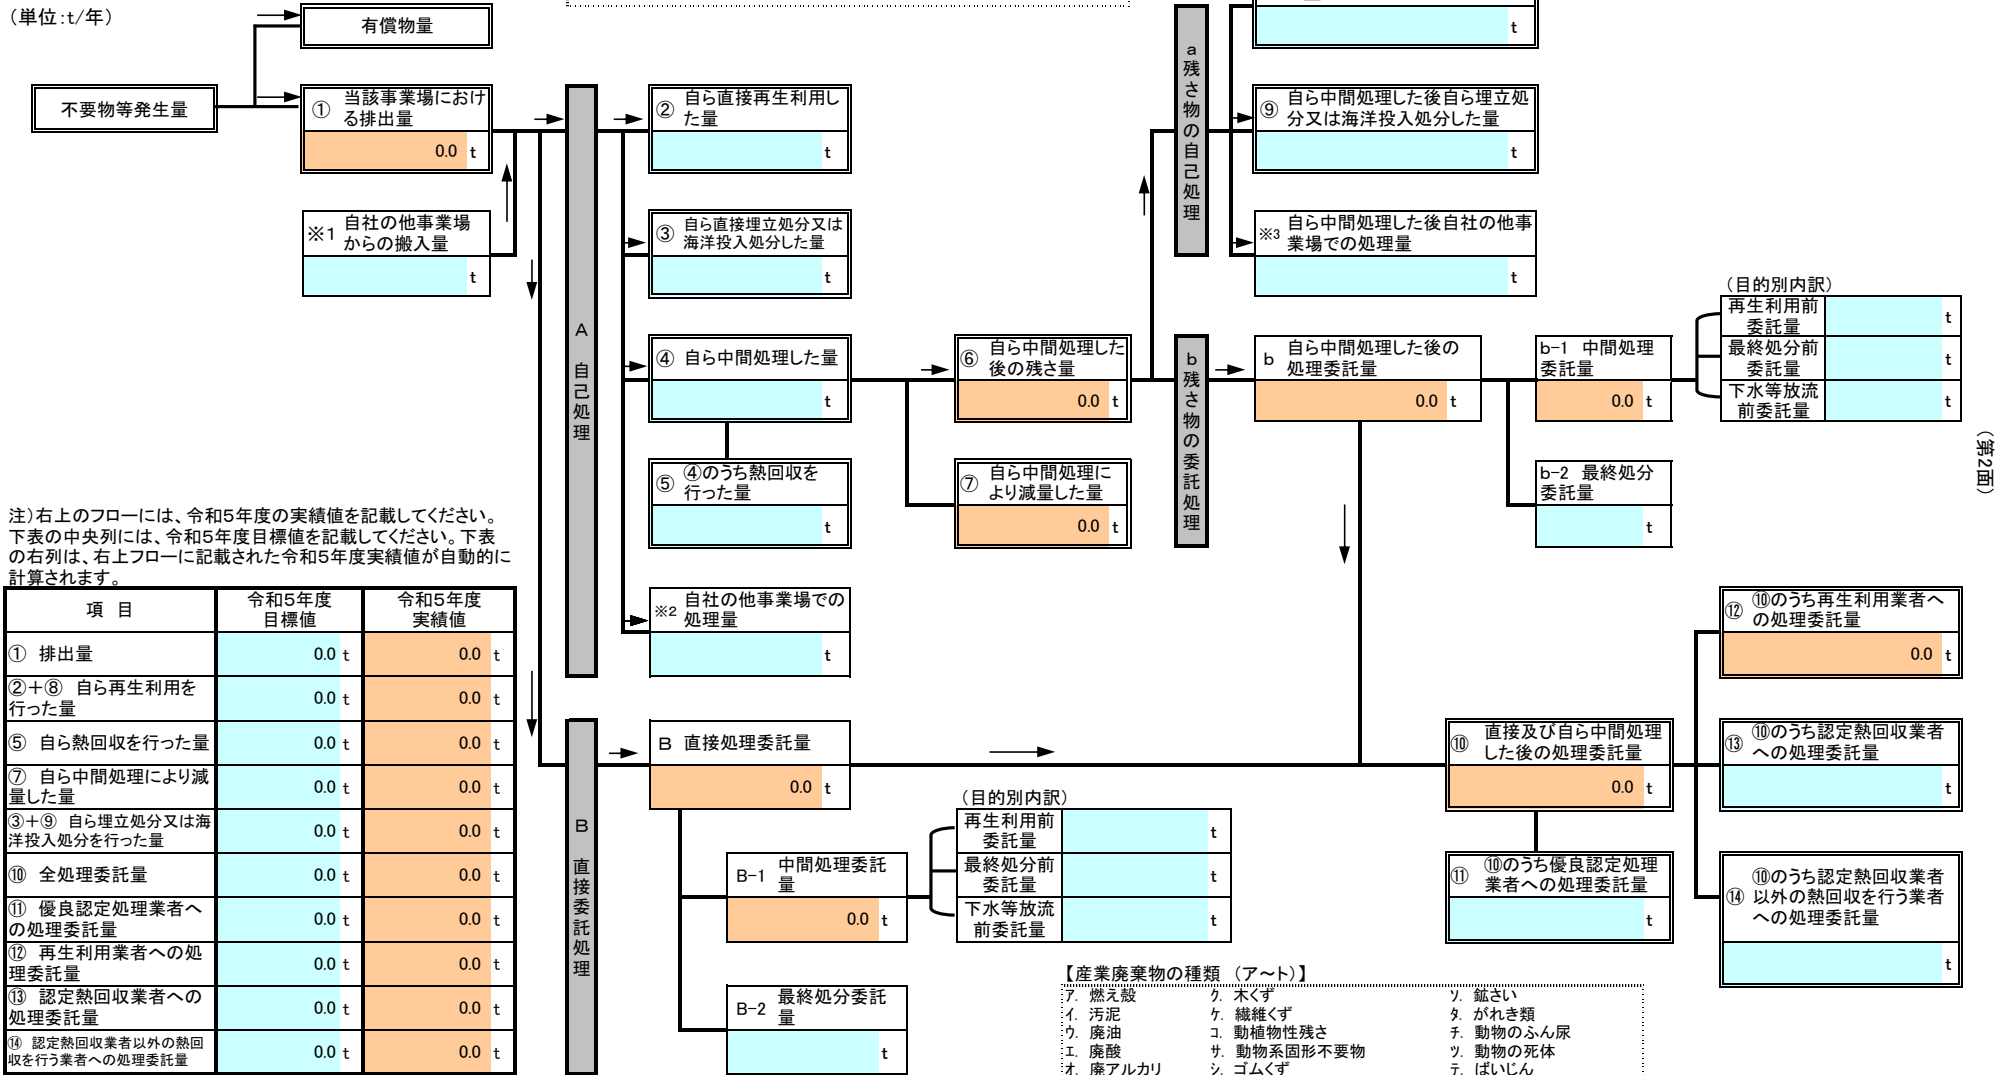 (単位:t/年)
有償物量
不要物等発生量
① 当該事業場におけ
る排出量
0.0 t
※1 自社の他事業場
からの搬入量
t
A 自己処理
② 自ら直接再生利用し
た量
t
③ 自ら直接埋立処分又は
海洋投入処分した量
t
④ 自ら中間処理した量
t
⑤ ④のうち熱回収を
行った量
t
※2 自社の他事業場での
処理量
t
⑥ 自ら中間処理した
後の残さ量
0.0 t
⑦ 自ら中間処理に
より減量した量
0.0 t
a 残さ物の自己処理
t
⑨ 自ら中間処理した後自ら埋立処
分又は海洋投入処分した量
t
※3 自ら中間処理した後自社の他事
業場での処理量
t
b 残さ物の委託処理
b 自ら中間処理した後の
処理委託量
0.0 t
b-1 中間処理
委託量
0.0 t
b-2 最終処分
委託量
t
(目的別内訳)
再生利用前
委託量
t
最終処分前
委託量
t
下水等放流
前委託量
t
(第2面)
注)右上のフローには、令和5年度の実績値を記載してください。
下表の中央列には、令和5年度目標値を記載してください。下表
の右列は、右上フローに記載された令和5年度実績値が自動的に
計算されます。
項 目 令和5年度 令和5年度
目標値 実績値
① 排出量 0.0 t 0.0 t
②+⑧ 自ら再生利用を
行った量 0.0 t 0.0 t
⑤ 自ら熱回収を行った量 0.0 t 0.0 t
⑦ 自ら中間処理により減
量した量 0.0 t 0.0 t
③+⑨ 自ら埋立処分又は海
洋投入処分を行った量 0.0 t 0.0 t
⑩ 全処理委託量 0.0 t 0.0 t
⑪ 優良認定処理業者へ
の処理委託量 0.0 t 0.0 t
⑫ 再生利用業者への処
理委託量 0.0 t 0.0 t
⑬ 認定熱回収業者への
処理委託量 0.0 t 0.0 t
⑭ 認定熱回収業者以外の熱回
収を行う業者への処理委託量 0.0 t 0.0 t
B 直接委託処理
B 直接処理委託量
0.0 t
B-1 中間処理委託
量
0.0 t
B-2 最終処分委託
量
t
(目的別内訳)
再生利用前
委託量
t
最終処分前
委託量
t
下水等放流
前委託量
t
⑩ 直接及び自ら中間処理
した後の処理委託量
0.0 t
⑪ ⑩のうち優良認定処理
業者への処理委託量
t
⑫ ⑩のうち再生利用業者へ
の処理委託量
0.0 t
⑬ ⑩のうち認定熱回収業者
への処理委託量
t
⑭ ⑩のうち認定熱回収業者
以外の熱回収を行う業者
への処理委託量
t
【産業廃棄物の種類 (ア~ト)】
ア. 燃え殻 ク. 木くず ソ. 鉱さい
イ. 汚泥 ケ. 繊維くず タ. がれき類
ウ. 廃油 コ. 動植物性残さ チ. 動物のふん尿
エ. 廃酸 サ. 動物系固形不要物 ツ. 動物の死体
オ. 廃アルカリ シ. ゴムくず テ. ばいじん